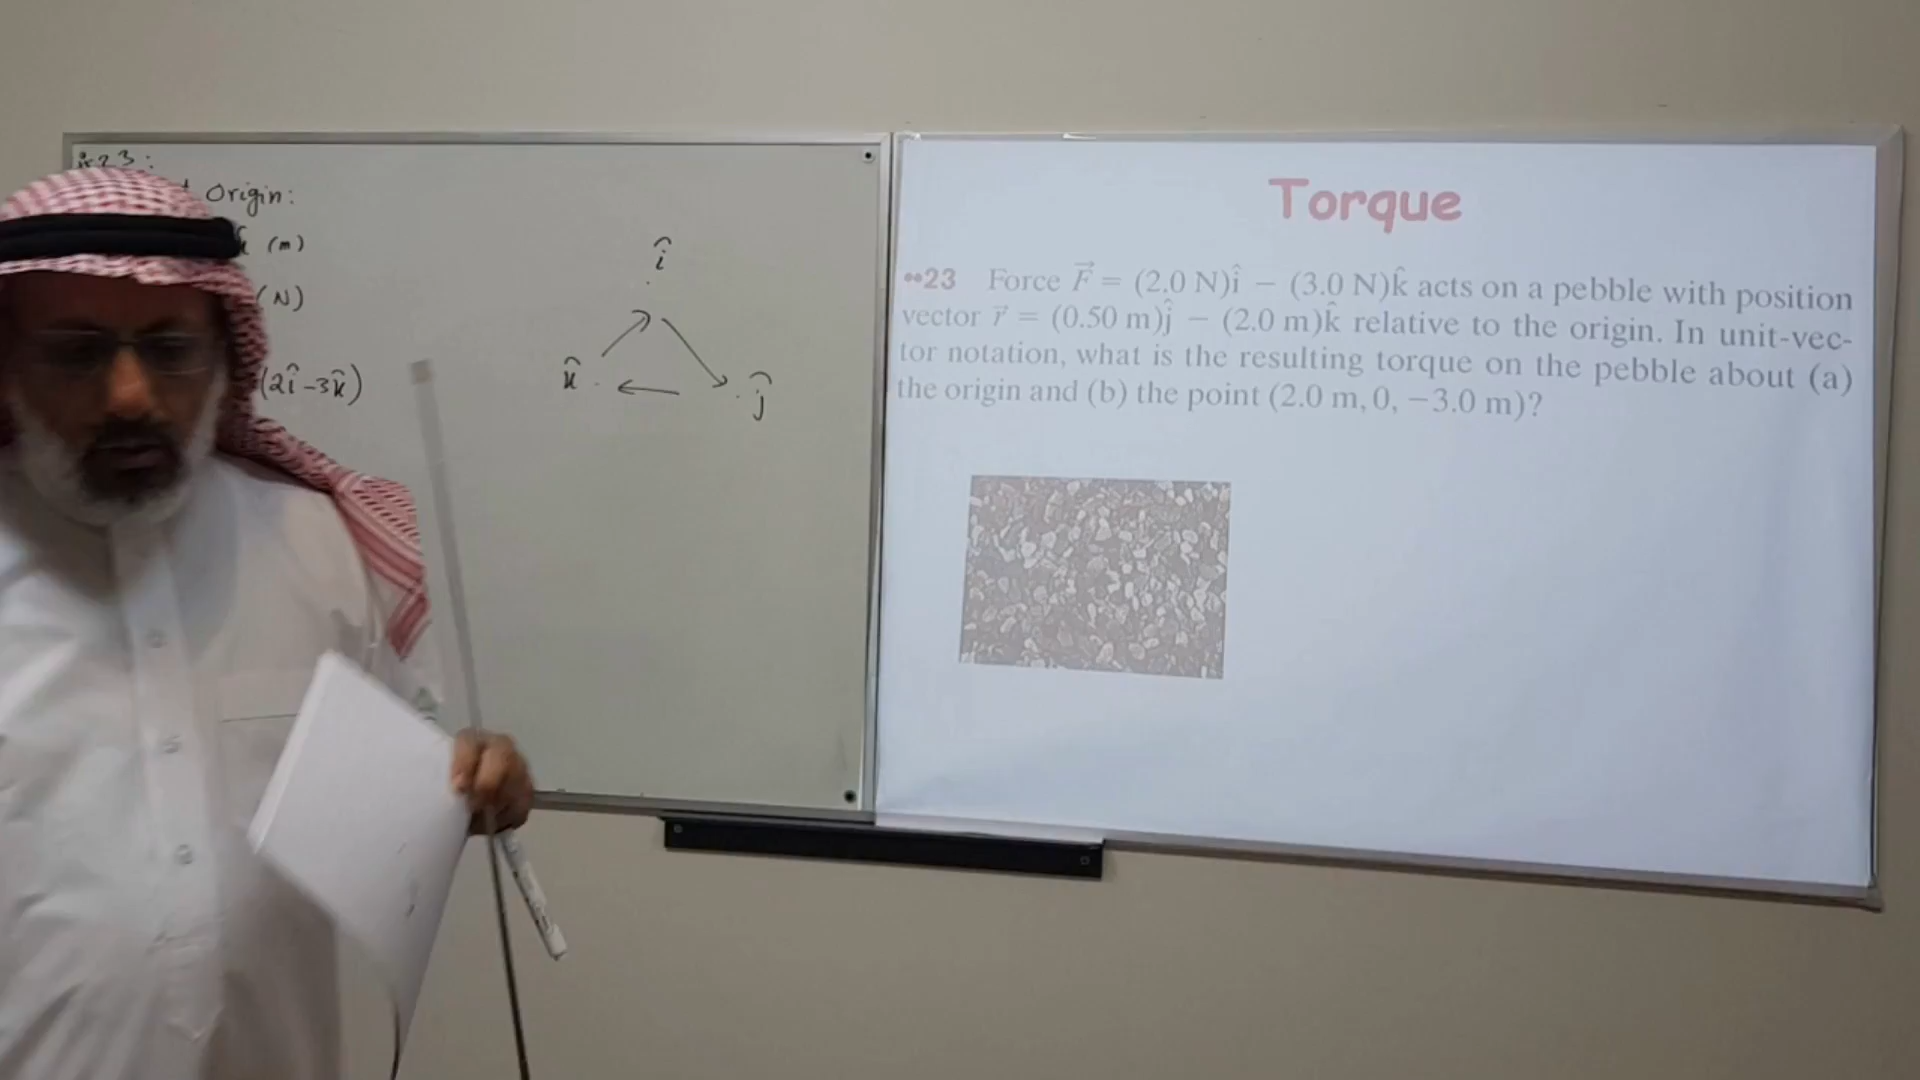 23:
Origin:
(m)
(N)
(2î-3k̂)
î
k̂
ĵ
Torque
••23 Force F⃗ = (2.0 N)î − (3.0 N)k̂ acts on a pebble with position
vector r⃗ = (0.50 m)ĵ − (2.0 m)k̂ relative to the origin. In unit-vec-
tor notation, what is the resulting torque on the pebble about (a)
the origin and (b) the point (2.0 m, 0, −3.0 m)?